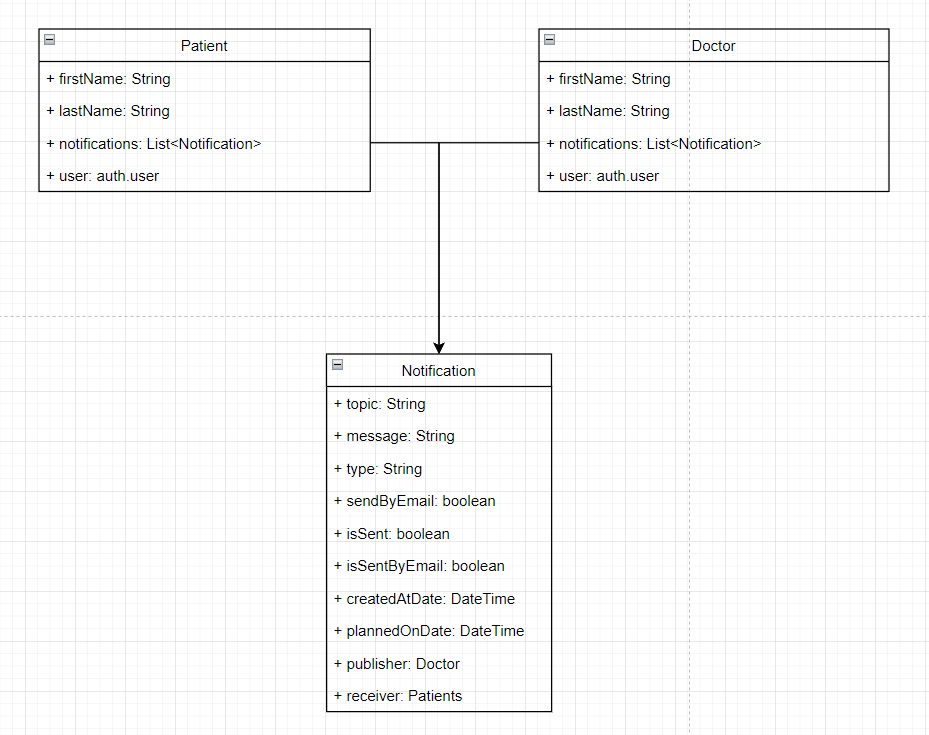 Patient
+ firstName: String
+ lastName: String
+ notifications: List<Notification>
+ user: auth.user
Doctor
+ firstName: String
+ lastName: String
+ notifications: List<Notification>
+ user: auth.user
Notification
+ topic: String
+ message: String
+ type: String
+ sendByEmail: boolean
+ isSent: boolean
+ isSentByEmail: boolean
+ createdAtDate: DateTime
+ plannedOnDate: DateTime
+ publisher: Doctor
+ receiver: Patients